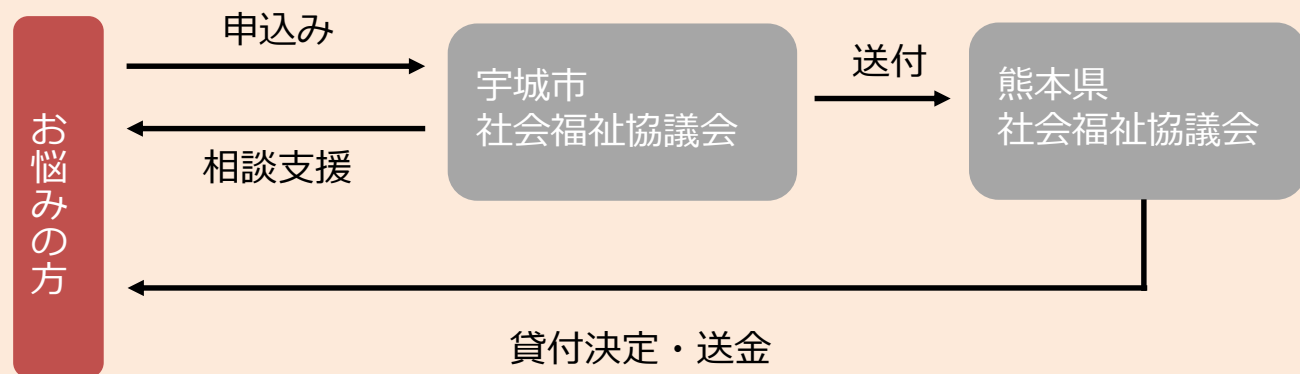 お悩みの方
申込み
相談支援
宇城市
社会福祉協議会
送付
熊本県
社会福祉協議会
貸付決定・送金